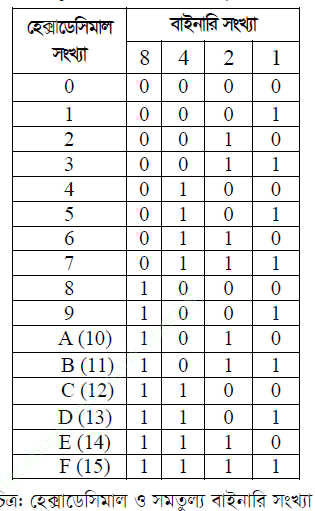 হেক্সাডেসিমাল সংখ্যা বাইনারি সংখ্যা
8 4 2 1
0 0 0 0 0
1 0 0 0 1
2 0 0 1 0
3 0 0 1 1
4 0 1 0 0
5 0 1 0 1
6 0 1 1 0
7 0 1 1 1
8 1 0 0 0
9 1 0 0 1
A (10) 1 0 1 0
B (11) 1 0 1 1
C (12) 1 1 0 0
D (13) 1 1 0 1
E (14) 1 1 1 0
F (15) 1 1 1 1
চিত্র: হেক্সাডেসিমাল ও সমতুল্য বাইনারি সংখ্যা